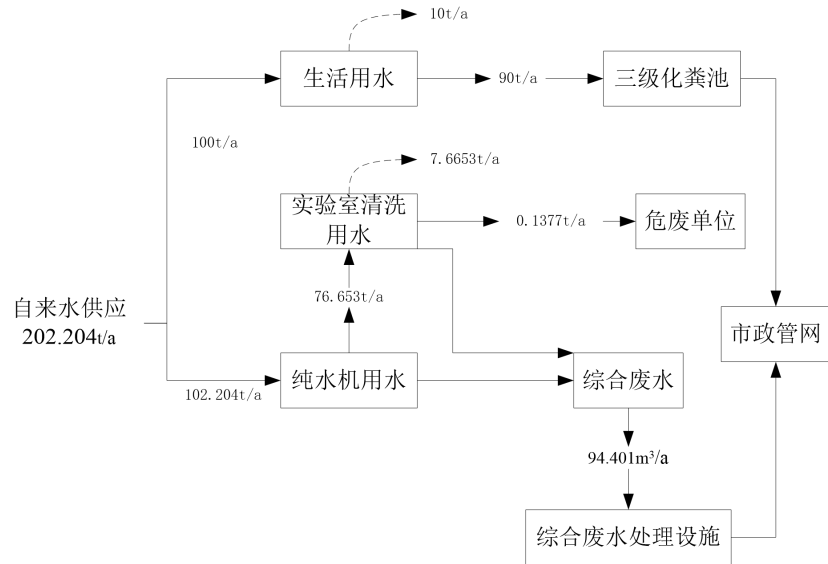 10t/a
生活用水
90t/a
三级化粪池
100t/a
7.6653t/a
实验室清洗
用水
0.1377t/a
危废单位
76.653t/a
自来水供应
202.204t/a
市政管网
纯水机用水
102.204t/a
综合废水
94.401m³/a
综合废水处理设施